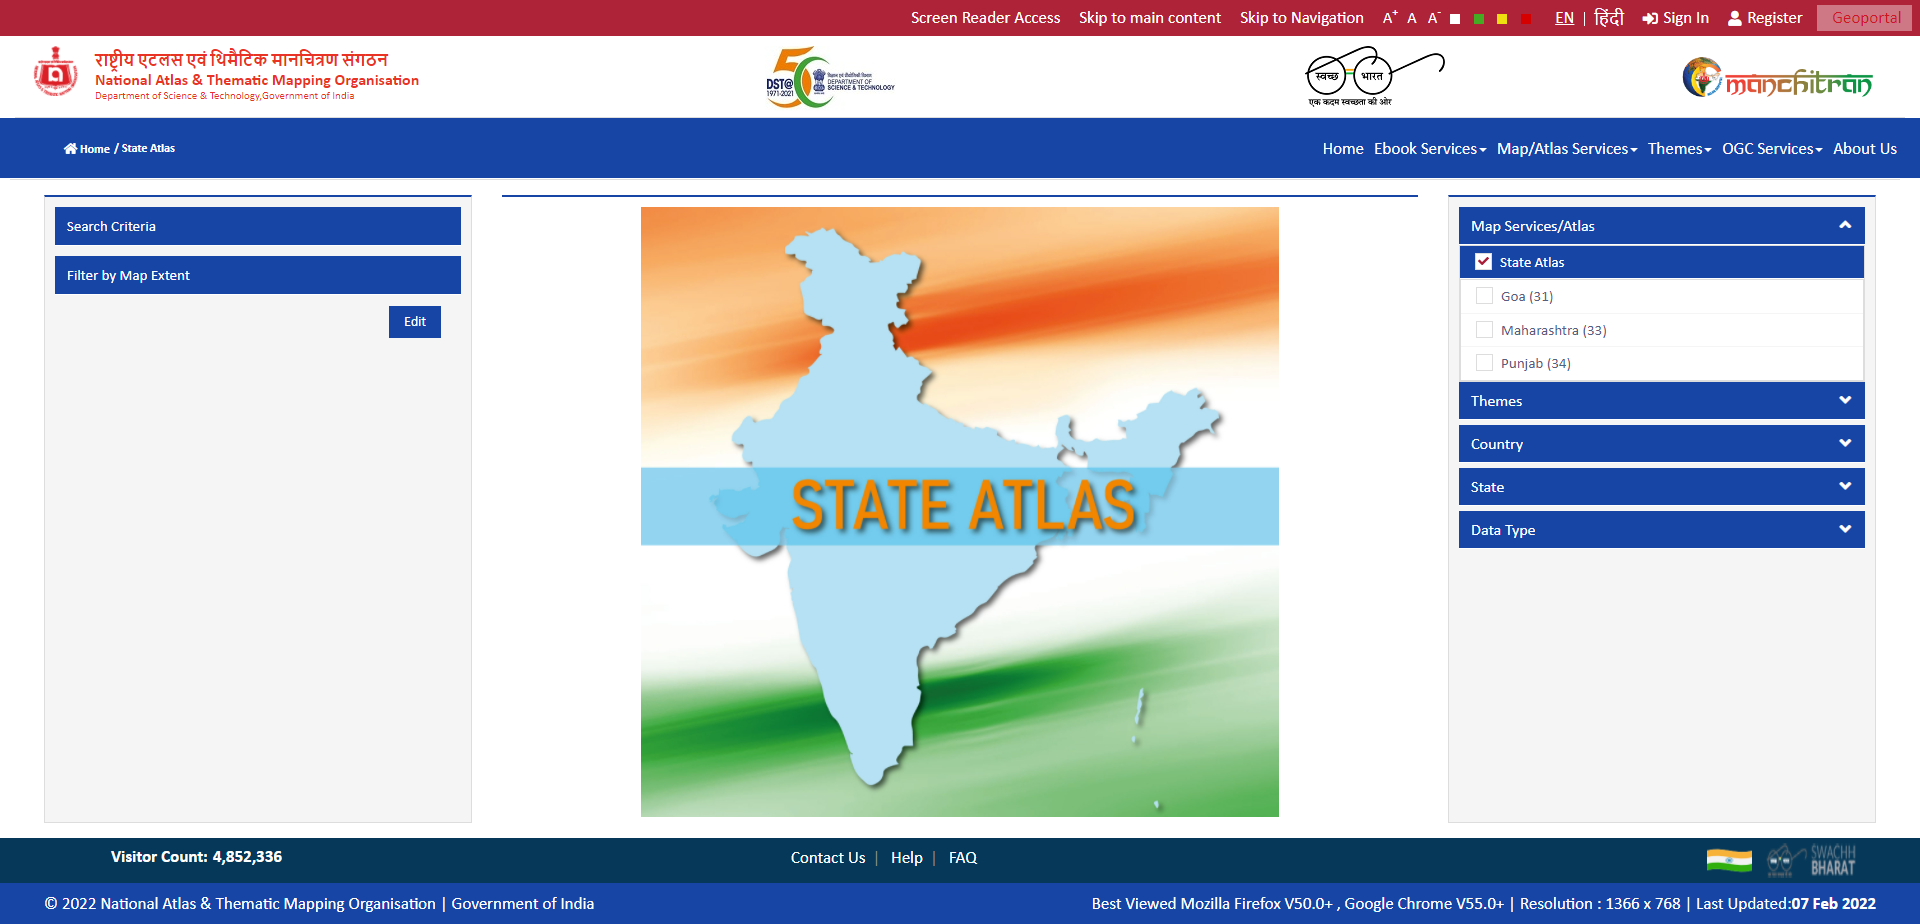 Screen Reader Access Skip to main content Skip to Navigation A+ A A- EN | हिंदी Sign In Register Geoportal
राष्ट्रीय एटलस एवं थिमैटिक मानचित्रण संगठन
National Atlas & Thematic Mapping Organisation
Department of Science & Technology,Government of India
50
DST@
1971-2021
विज्ञान एवं प्रौद्योगिकी विभाग
DEPARTMENT OF
SCIENCE & TECHNOLOGY
स्वच्छ भारत
एक कदम स्वच्छता की ओर
manchitran
Home / State Atlas
Home Ebook Services Map/Atlas Services Themes OGC Services About Us
Search Criteria
Filter by Map Extent
Edit
STATE ATLAS
Map Services/Atlas
State Atlas
Goa (31)
Maharashtra (33)
Punjab (34)
Themes
Country
State
Data Type
Visitor Count: 4,852,336
Contact Us | Help | FAQ
SWACHH
BHARAT
© 2022 National Atlas & Thematic Mapping Organisation | Government of India
Best Viewed Mozilla Firefox V50.0+ , Google Chrome V55.0+ | Resolution : 1366 x 768 | Last Updated:07 Feb 2022